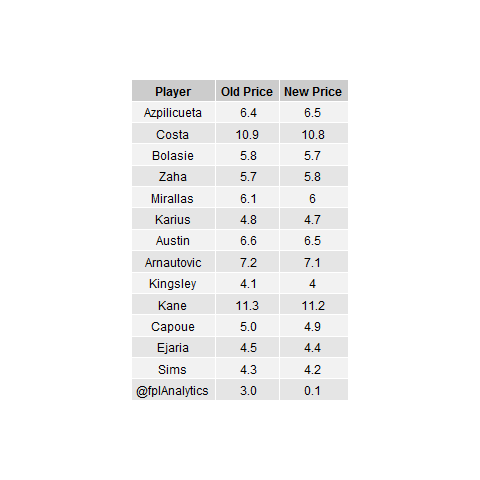 Player Old Price New Price
Azpilicueta 6.4 6.5
Costa 10.9 10.8
Bolasie 5.8 5.7
Zaha 5.7 5.8
Mirallas 6.1 6
Karius 4.8 4.7
Austin 6.6 6.5
Arnautovic 7.2 7.1
Kingsley 4.1 4
Kane 11.3 11.2
Capoue 5.0 4.9
Ejaria 4.5 4.4
Sims 4.3 4.2
@fplAnalytics 3.0 0.1